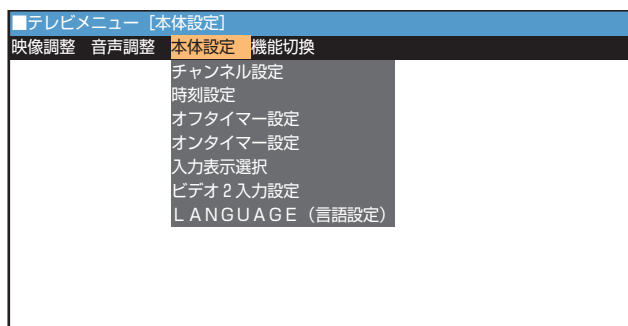 ■テレビメニュー［本体設定］
映像調整 音声調整 本体設定 機能切換
チャンネル設定
時刻設定
オフタイマー設定
オンタイマー設定
入力表示選択
ビデオ２入力設定
ＬＡＮＧＵＡＧＥ（言語設定）